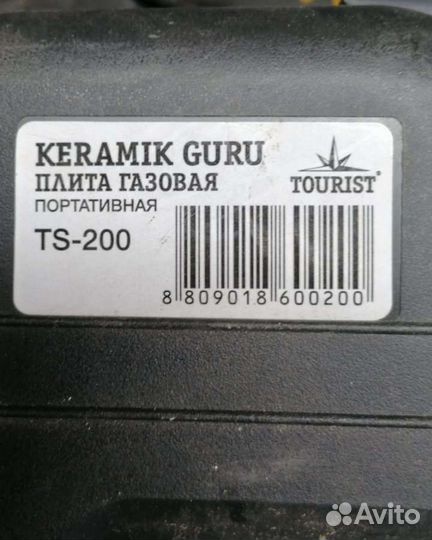 KERAMIK GURU
ПЛИТА ГАЗОВАЯ
ПОРТАТИВНАЯ
TS-200
TOURIST®
8 809018 600200
Avito